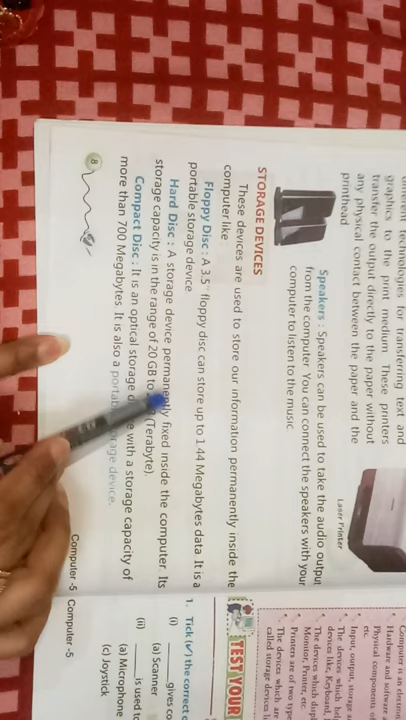 different technologies for transferring text and
graphics to the print medium. These printers
transfer the output directly to the paper without
any physical contact between the paper and the
printhead
Laser Printer
Speakers : Speakers can be used to take the audio output
from the computer. You can connect the speakers with your
computer to listen to the music
STORAGE DEVICES
These devices are used to store our information permanently inside the
computer like
Floppy Disc : A 3.5" floppy disc can store up to 1.44 Megabytes data. It is a
portable storage device
Hard Disc : A storage device permanently fixed inside the computer. Its
storage capacity is in the range of 20 GB to (Terabyte).
Compact Disc : It is an optical storage with a storage capacity of
more than 700 Megabytes. It is also a storage device.
8
Computer -5
Computer -5
Computer is an
Hardware and software
Physical components
etc.
Input, output, storage
The devices which
devices like, Keyboard,
The devices which
Monitor, Printer, etc.
Printers are of two
The devices which are
called storage devices
TEST YOUR
1. Tick (✓) the correct
(i) gives
(a) Scanner
(ii) is used to
(a) Microphone
(c) Joystick